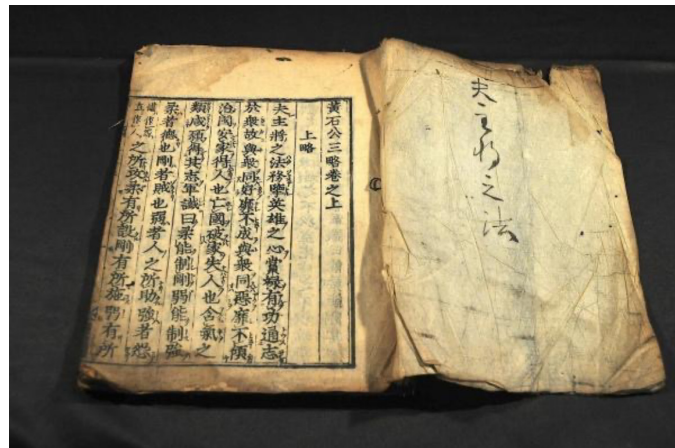 夫主将之法
黃石公三略卷之上
上略
夫主將之法務擥英雄之心賞祿有功通志
於衆故與衆同好靡不成與衆同惡靡不傾
治國安家得人也亡國破家失人也含氣之
類咸願得其志軍讖曰柔能制剛弱能制強
柔者德也剛者賊也弱者人之所助強者怨
之所攻柔有所設剛有所施弱有所